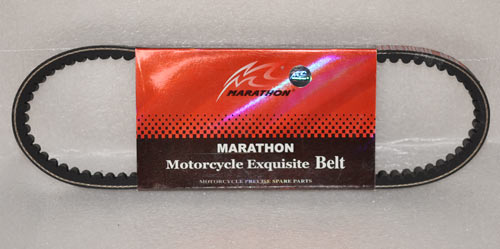 MARATHON
MARATHON
Motorcycle Exquisite Belt
MOTORCYCLE PRECISE SPARE PARTS